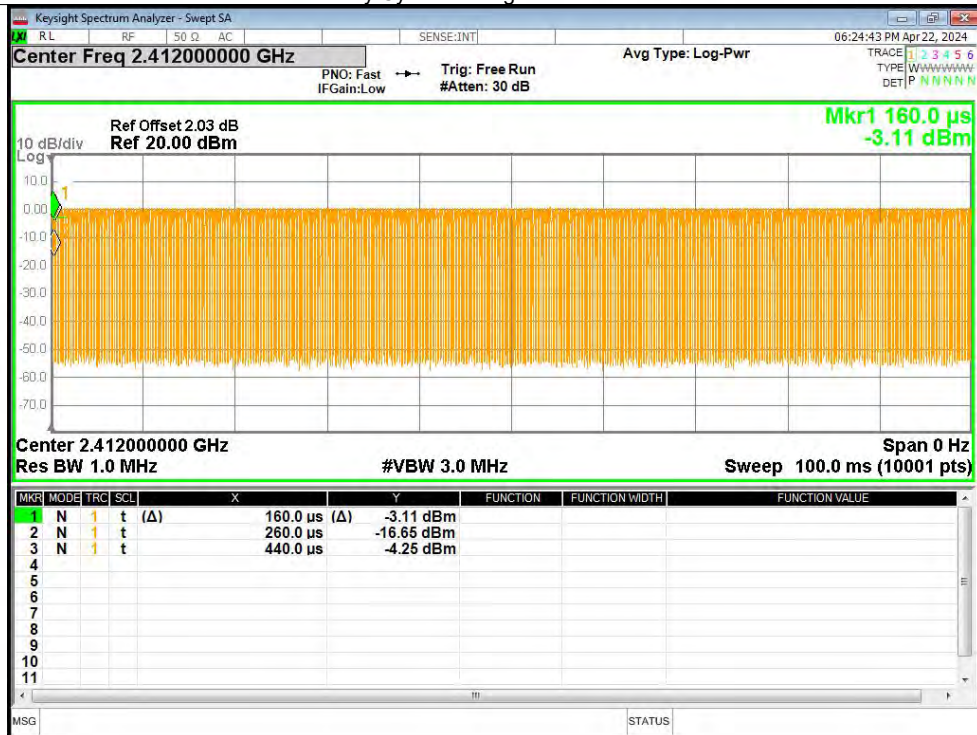 Keysight Spectrum Analyzer - Swept SA
LXI RL RF 50 Ω AC SENSE:INT 06:24:43 PM Apr 22, 2024
Center Freq 2.412000000 GHz
PNO: Fast Trig: Free Run
IFGain:Low #Atten: 30 dB
Avg Type: Log-Pwr
TRACE 1 2 3 4 5 6
TYPE WWWWWW
DET P N N N N N
Mkr1 160.0 µs
-3.11 dBm
Ref Offset 2.03 dB
10 dB/div Ref 20.00 dBm
Log
10.0
1
0.00
-10.0
-20.0
-30.0
-40.0
-50.0
-60.0
-70.0
Center 2.412000000 GHz Span 0 Hz
Res BW 1.0 MHz #VBW 3.0 MHz Sweep 100.0 ms (10001 pts)
MKR MODE TRC SCL X Y FUNCTION FUNCTION WIDTH FUNCTION VALUE
1 N 1 t (Δ) 160.0 µs (Δ) -3.11 dBm
2 N 1 t 260.0 µs -16.65 dBm
3 N 1 t 440.0 µs -4.25 dBm
4
5
6
7
8
9
10
11
MSG STATUS